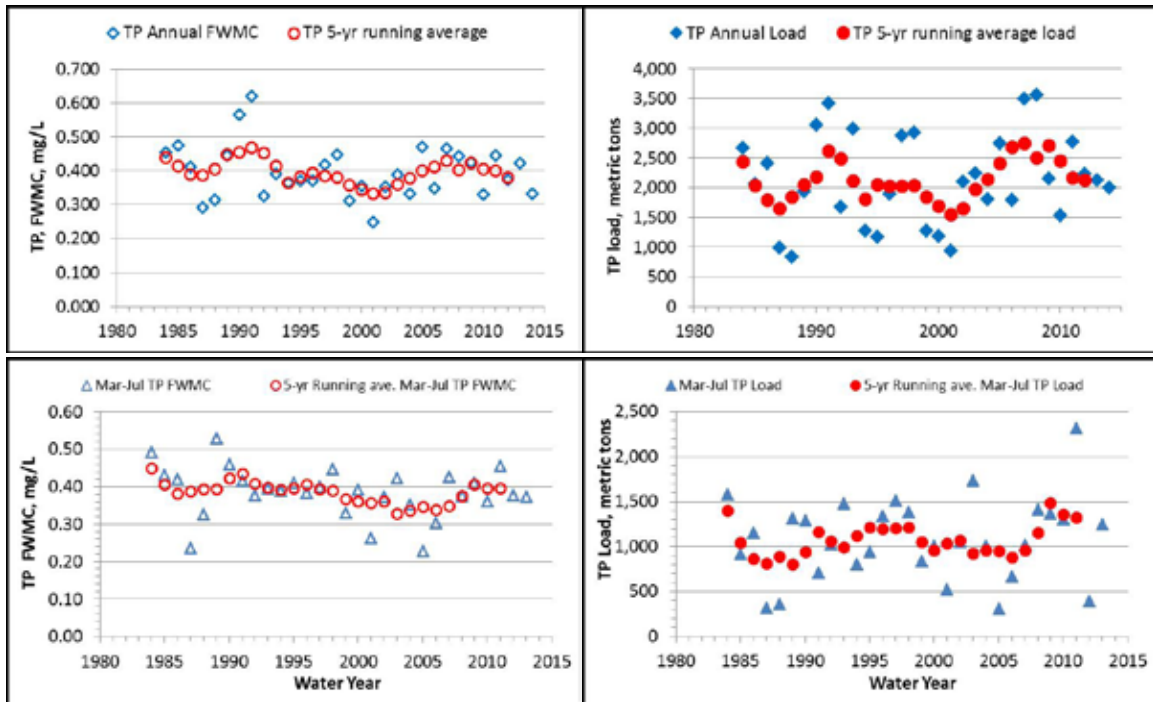 TP Annual FWMC TP 5-yr running average
TP, FWMC, mg/L
0.700
0.600
0.500
0.400
0.300
0.200
0.100
0.000
1980 1985 1990 1995 2000 2005 2010 2015
TP Annual Load TP 5-yr running average load
TP load, metric tons
4,000
3,500
3,000
2,500
2,000
1,500
1,000
500
0
1980 1990 2000 2010
Mar-Jul TP FWMC 5-yr Running ave. Mar-Jul TP FWMC
TP FWMC, mg/L
0.60
0.50
0.40
0.30
0.20
0.10
0.00
1980 1985 1990 1995 2000 2005 2010 2015
Water Year
Mar-Jul TP Load 5-yr Running ave. Mar-Jul TP Load
TP Load, metric tons
2,500
2,000
1,500
1,000
500
0
1980 1985 1990 1995 2000 2005 2010 2015
Water Year